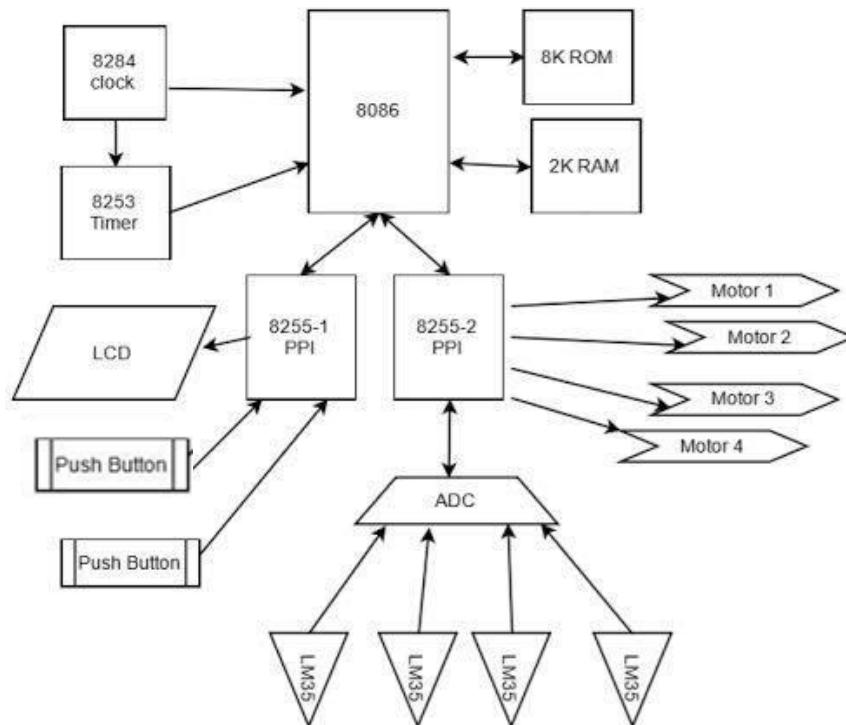 8284
clock
8086
8K ROM
2K RAM
8253
Timer
LCD
8255-1
PPI
8255-2
PPI
Motor 1
Motor 2
Motor 3
Motor 4
Push Button
Push Button
ADC
LM35
LM35
LM35
LM35